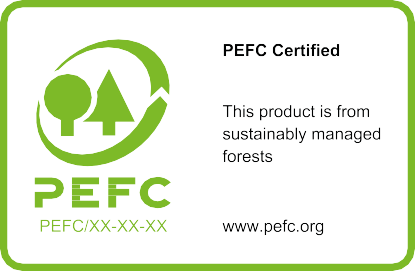 PEFC
PEFC/XX-XX-XX
PEFC Certified
This product is from
sustainably managed
forests
www.pefc.org